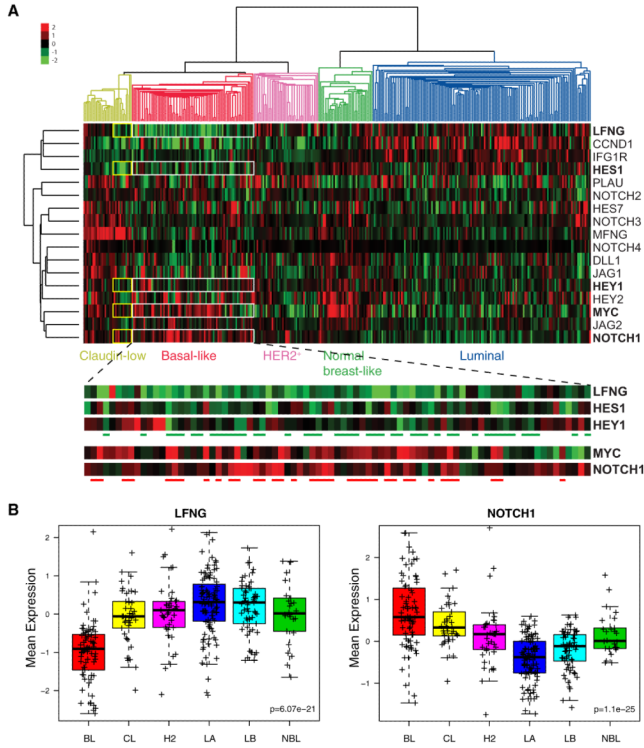 A
2
1
0
-1
-2
LFNG
CCND1
IFG1R
HES1
PLAU
NOTCH2
HES7
NOTCH3
MFNG
NOTCH4
DLL1
JAG1
HEY1
HEY2
MYC
JAG2
NOTCH1
Claudin-low Basal-like HER2⁺ Normal Luminal
breast-like
LFNG
HES1
HEY1
MYC
NOTCH1
B
LFNG NOTCH1
Mean Expression
2
1
0
-1
-2
p=6.07e-21
BL CL H2 LA LB NBL
Mean Expression
2
1
0
-1
p=1.1e-25
BL CL H2 LA LB NBL